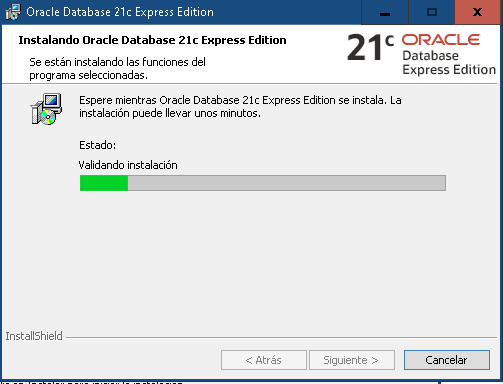 Oracle Database 21c Express Edition
Instalando Oracle Database 21c Express Edition
Se están instalando las funciones del
programa seleccionadas.
21c ORACLE
Database
Express Edition
Espere mientras Oracle Database 21c Express Edition se instala. La
instalación puede llevar unos minutos.
Estado:
Validando instalación
InstallShield
< Atrás
Siguiente >
Cancelar